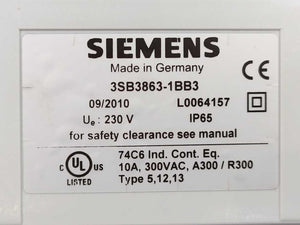 SIEMENS
Made in Germany
3SB3863-1BB3
CE
09/2010 L0064157
Ue : 230 V IP65
for safety clearance see manual
74C6 Ind. Cont. Eq.
C UL US 10A, 300VAC, A300 / R300
LISTED Type 5,12,13